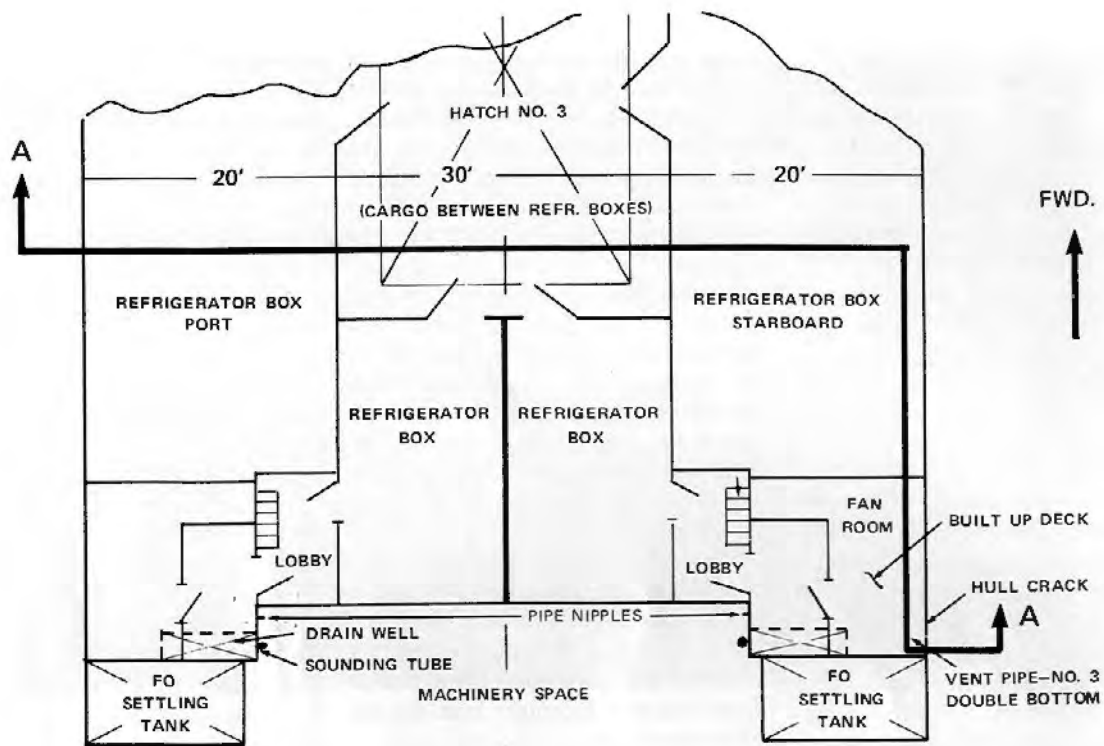 HATCH NO. 3
A
20'
30'
20'
(CARGO BETWEEN REFR. BOXES)
FWD.
REFRIGERATOR BOX
PORT
REFRIGERATOR BOX
STARBOARD
REFRIGERATOR
BOX
REFRIGERATOR
BOX
FAN
ROOM
BUILT UP DECK
LOBBY
LOBBY
HULL CRACK
A
PIPE NIPPLES
DRAIN WELL
SOUNDING TUBE
FO
SETTLING
TANK
MACHINERY SPACE
FO
SETTLING
TANK
VENT PIPE–NO. 3
DOUBLE BOTTOM